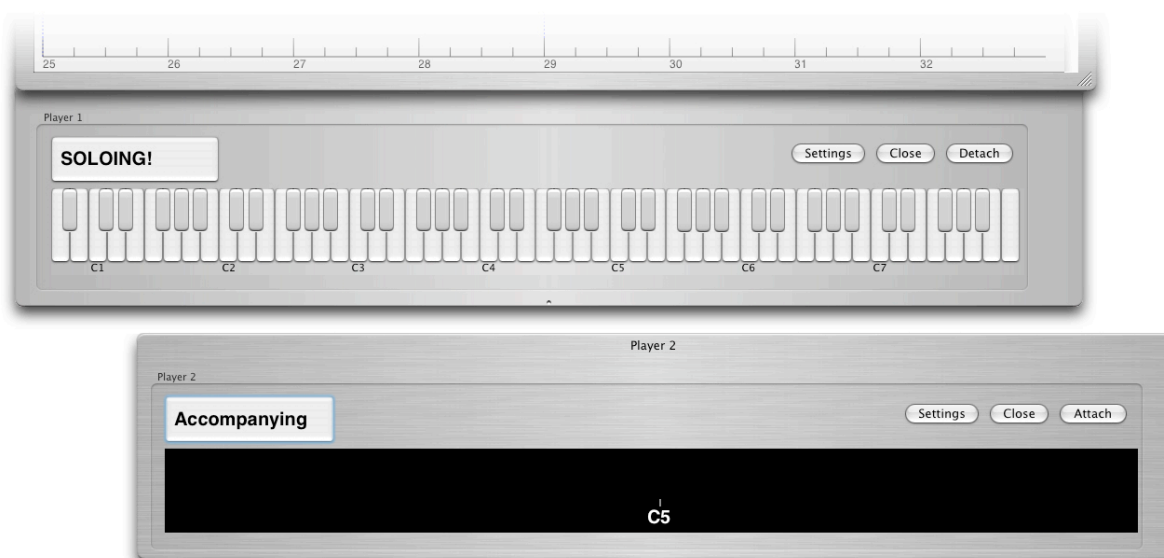 25 26 27 28 29 30 31 32
Player 1
SOLOING!
Settings Close Detach
C1 C2 C3 C4 C5 C6 C7
Player 2
Player 2
Accompanying
Settings Close Attach
C5